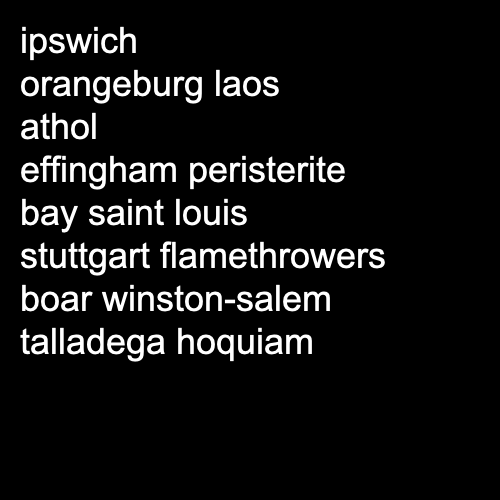 ipswich
orangeburg laos
athol
effingham peristerite
bay saint louis
stuttgart flamethrowers
boar winston-salem
talladega hoquiam